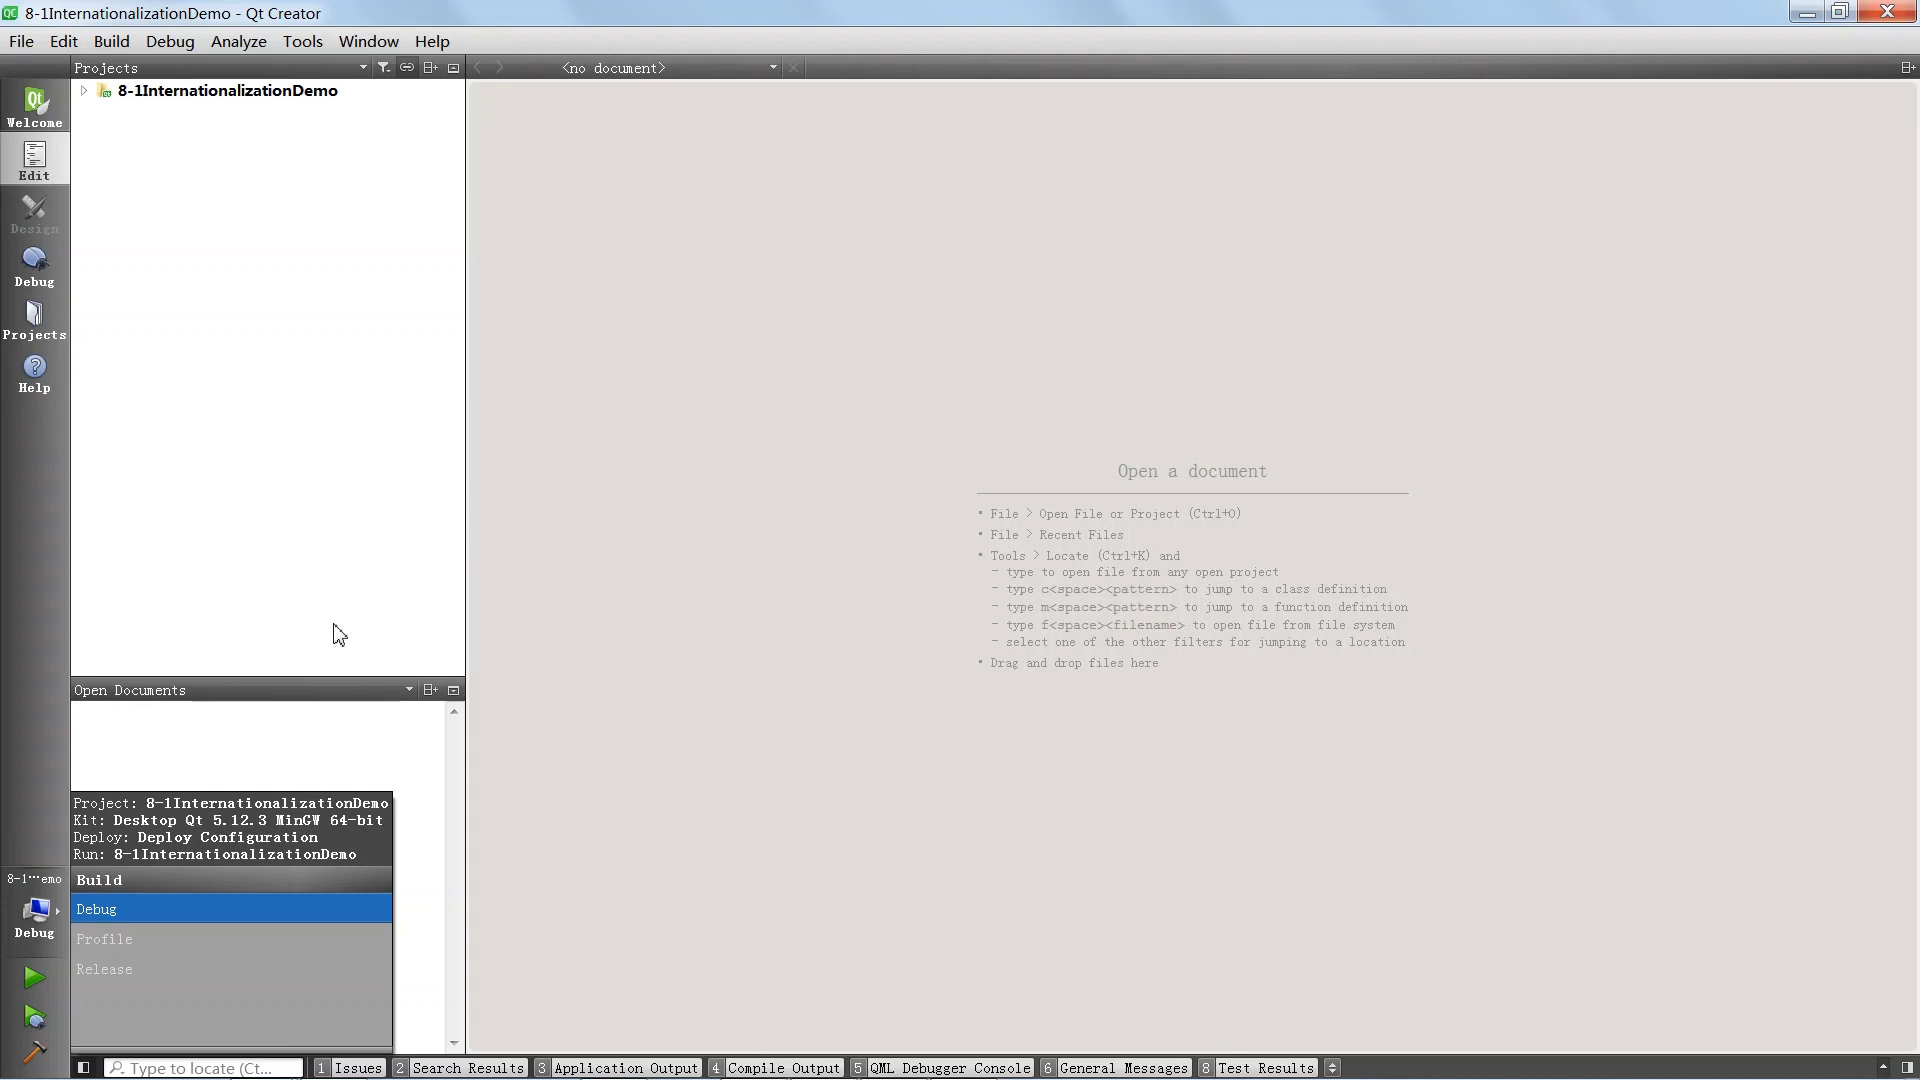 8-1InternationalizationDemo - Qt Creator
File Edit Build Debug Analyze Tools Window Help
Projects
<no document>
8-1InternationalizationDemo
Welcome
Edit
Design
Debug
Projects
Help
Open a document
• File > Open File or Project (Ctrl+O)
• File > Recent Files
• Tools > Locate (Ctrl+K) and
- type to open file from any open project
- type c<space><pattern> to jump to a class definition
- type m<space><pattern> to jump to a function definition
- type f<space><filename> to open file from file system
- select one of the other filters for jumping to a location
• Drag and drop files here
Open Documents
Project: 8-1InternationalizationDemo
Kit: Desktop Qt 5.12.3 MinGW 64-bit
Deploy: Deploy Configuration
Run: 8-1InternationalizationDemo
Build
Debug
Profile
Release
8-1···emo
Debug
Type to locate (Ct...
1 Issues 2 Search Results 3 Application Output 4 Compile Output 5 QML Debugger Console 6 General Messages 8 Test Results